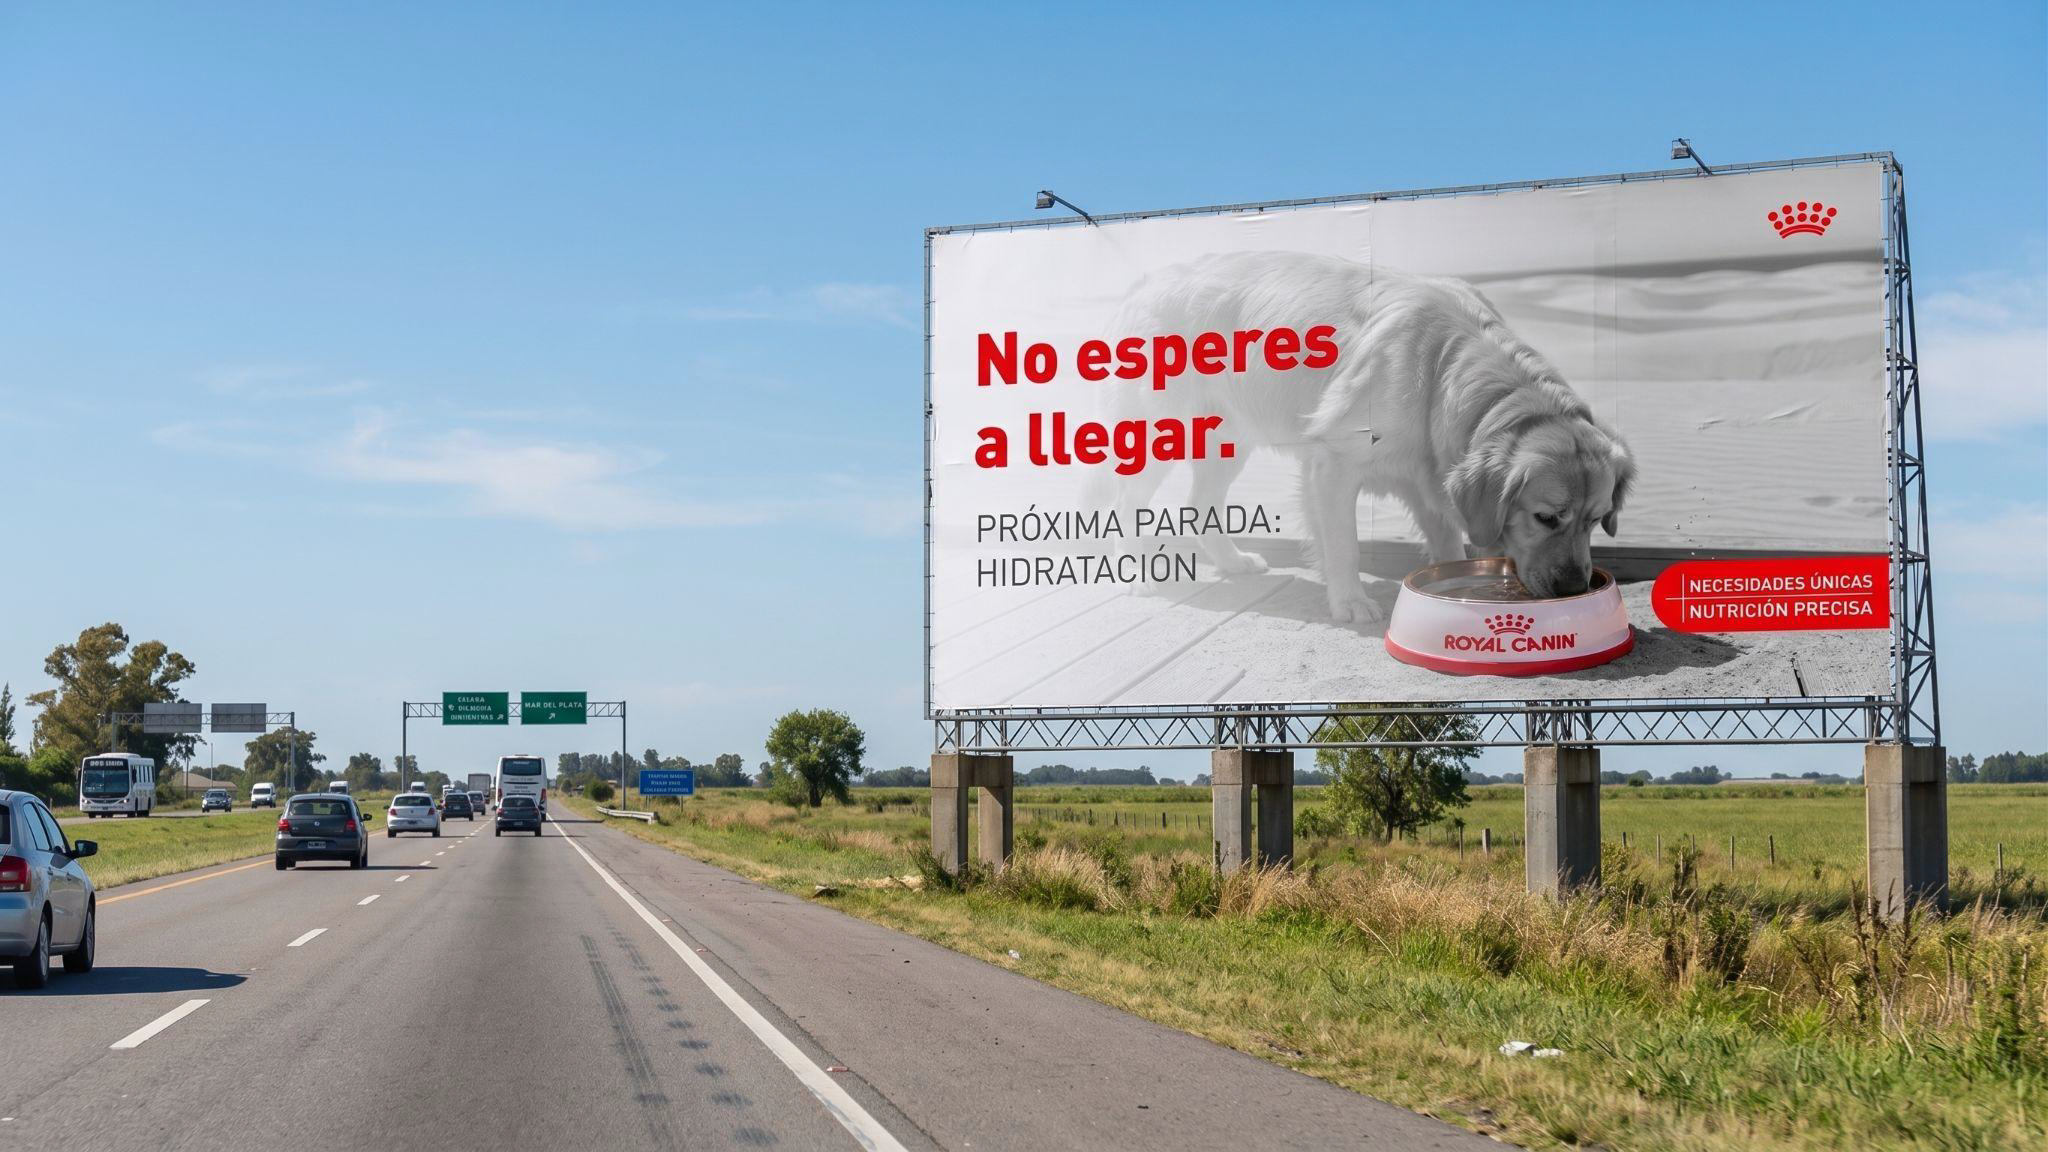 No esperes
a llegar.
PRÓXIMA PARADA:
HIDRATACIÓN
ROYAL CANIN
NECESIDADES ÚNICAS
NUTRICIÓN PRECISA
MAR DEL PLATA